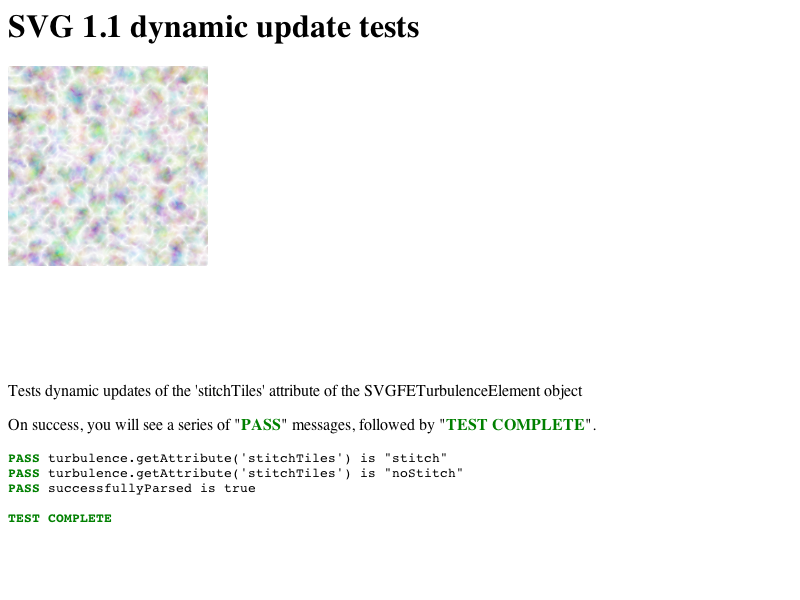 SVG 1.1 dynamic update tests
Tests dynamic updates of the 'stitchTiles' attribute of the SVGFETurbulenceElement object
On success, you will see a series of "PASS" messages, followed by "TEST COMPLETE".
PASS turbulence.getAttribute('stitchTiles') is "stitch"
PASS turbulence.getAttribute('stitchTiles') is "noStitch"
PASS successfullyParsed is true
TEST COMPLETE